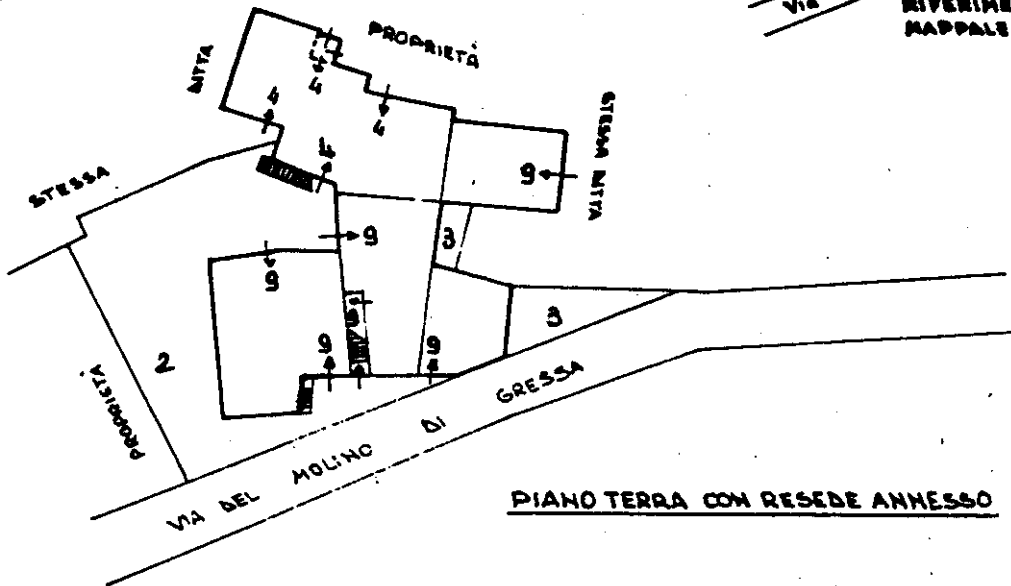 VIA
RIFERIME
MAPPALE
PROPRIETÀ
DITTA
4
4
4
4
STESSA DITTA
9
STESSA
9
3
9
3
2
9
9
PROPRIETÀ
VIA DEL MOLINO DI GRESSA
PIANO TERRA CON RESEDE ANNESSO